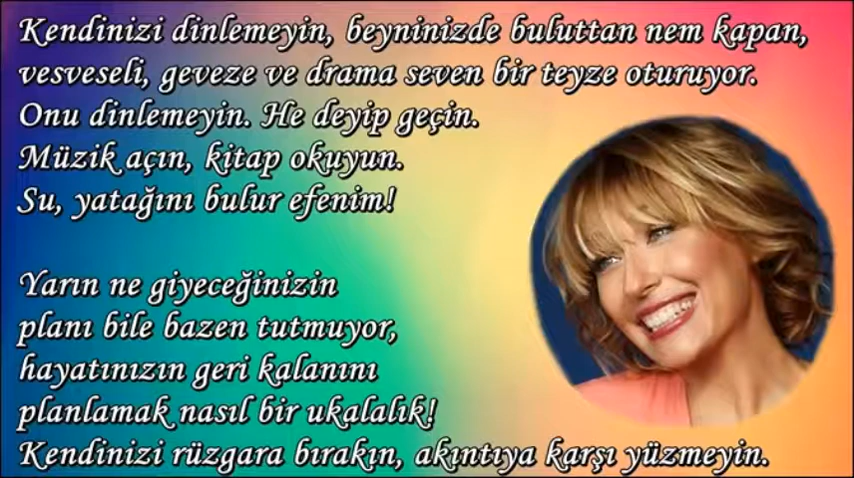 Kendinizi dinlemeyin, beyninizde buluttan nem kapan,
vesveseli, geveze ve drama seven bir teyze oturuyor.
Onu dinlemeyin. He deyip geçin.
Müzik açın, kitap okuyun.
Su, yatağını bulur efenim!
Yarın ne giyeceğinizin
planı bile bazen tutmuyor,
hayatınızın geri kalanını
planlamak nasıl bir ukalalık!
Kendinizi rüzgara bırakın, akıntıya karşı yüzmeyin.